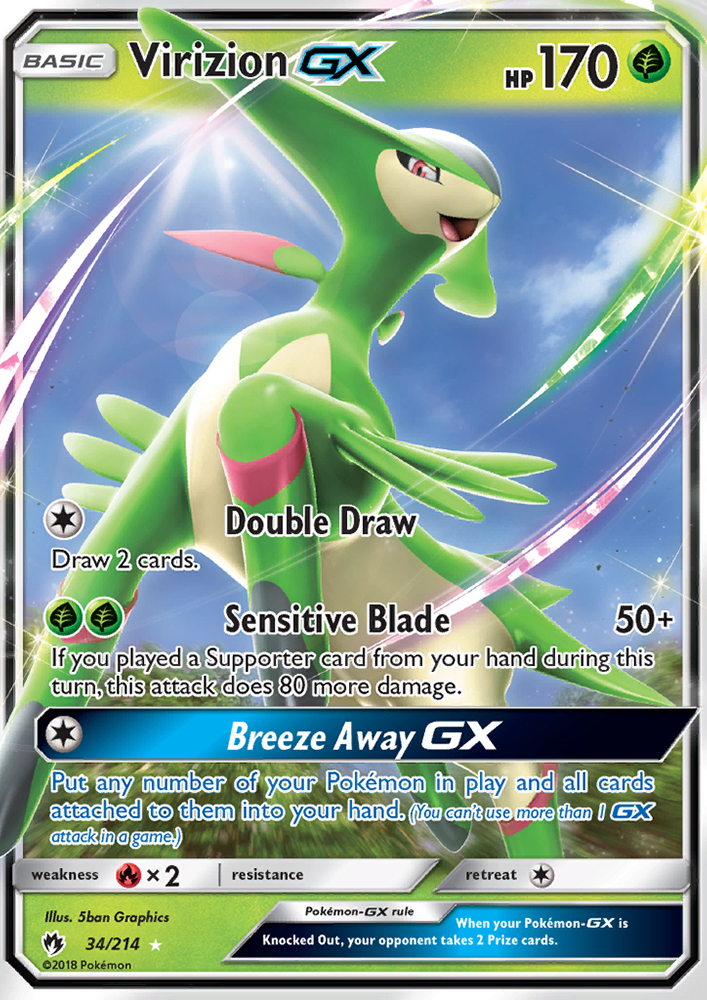 BASIC Virizion GX HP 170
Double Draw
Draw 2 cards.
Sensitive Blade 50+
If you played a Supporter card from your hand during this
turn, this attack does 80 more damage.
Breeze Away GX
Put any number of your Pokémon in play and all cards
attached to them into your hand. (You can't use more than 1 GX
attack in a game.)
weakness ×2 resistance retreat
Illus. 5ban Graphics
34/214
©2018 Pokémon
Pokémon-GX rule
When your Pokémon-GX is
Knocked Out, your opponent takes 2 Prize cards.